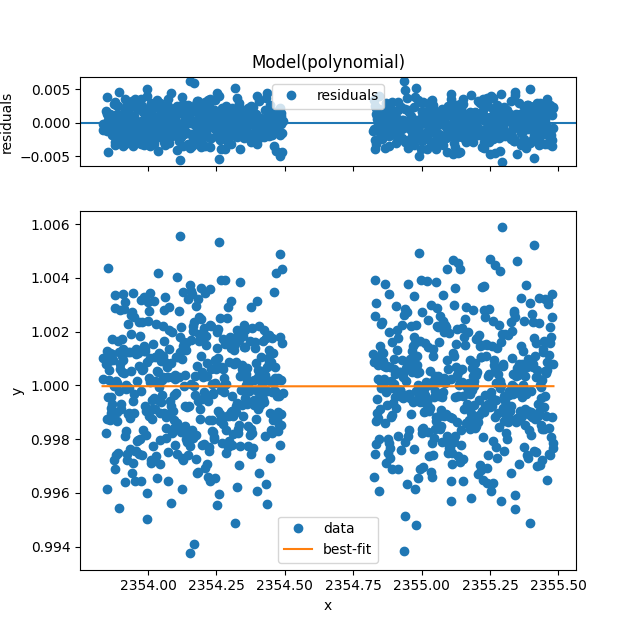 Model(polynomial)
residuals
0.005
0.000
−0.005
residuals
1.006
1.004
1.002
1.000
0.998
0.996
0.994
y
data
best-fit
2354.00 2354.25 2354.50 2354.75 2355.00 2355.25 2355.50
x